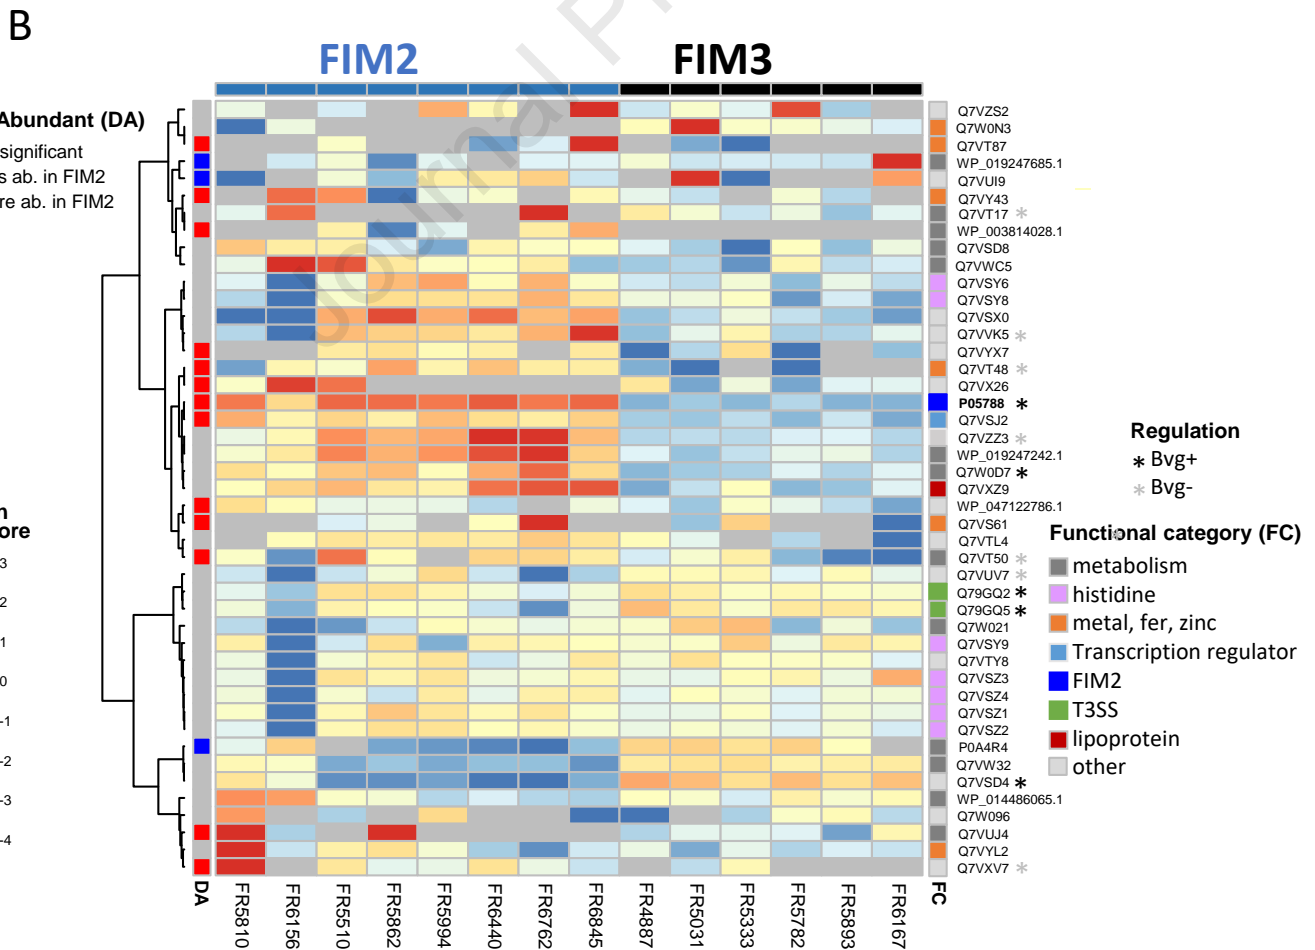 B
FIM2
FIM3
Journal P
Abundant (DA)
significant
s ab. in FIM2
re ab. in FIM2
n
ore
3
2
1
0
-1
-2
-3
-4
Q7VZS2
Q7W0N3
Q7VT87
WP_019247685.1
Q7VUI9
Q7VY43
Q7VT17 *
WP_003814028.1
Q7VSD8
Q7VWC5
Q7VSY6
Q7VSY8
Q7VSX0
Q7VVK5 *
Q7VYX7
Q7VT48 *
Q7VX26
P05788 *
Q7VSJ2
Q7VZZ3 *
WP_019247242.1
Q7W0D7 *
Q7VXZ9
WP_047122786.1
Q7VS61
Q7VTL4
Q7VT50 *
Q7VUV7 *
Q79GQ2 *
Q79GQ5 *
Q7W021
Q7VSY9
Q7VTY8
Q7VSZ3
Q7VSZ4
Q7VSZ1
Q7VSZ2
P0A4R4
Q7VW32
Q7VSD4 *
WP_014486065.1
Q7W096
Q7VUJ4
Q7VYL2
Q7VXV7 *
Regulation
* Bvg+
* Bvg-
Functional category (FC)
metabolism
histidine
metal, fer, zinc
Transcription regulator
FIM2
T3SS
lipoprotein
other
DA
FR5810
FR6156
FR5510
FR5862
FR5994
FR6440
FR6762
FR6845
FR4887
FR5031
FR5333
FR5782
FR5893
FR6167
FC